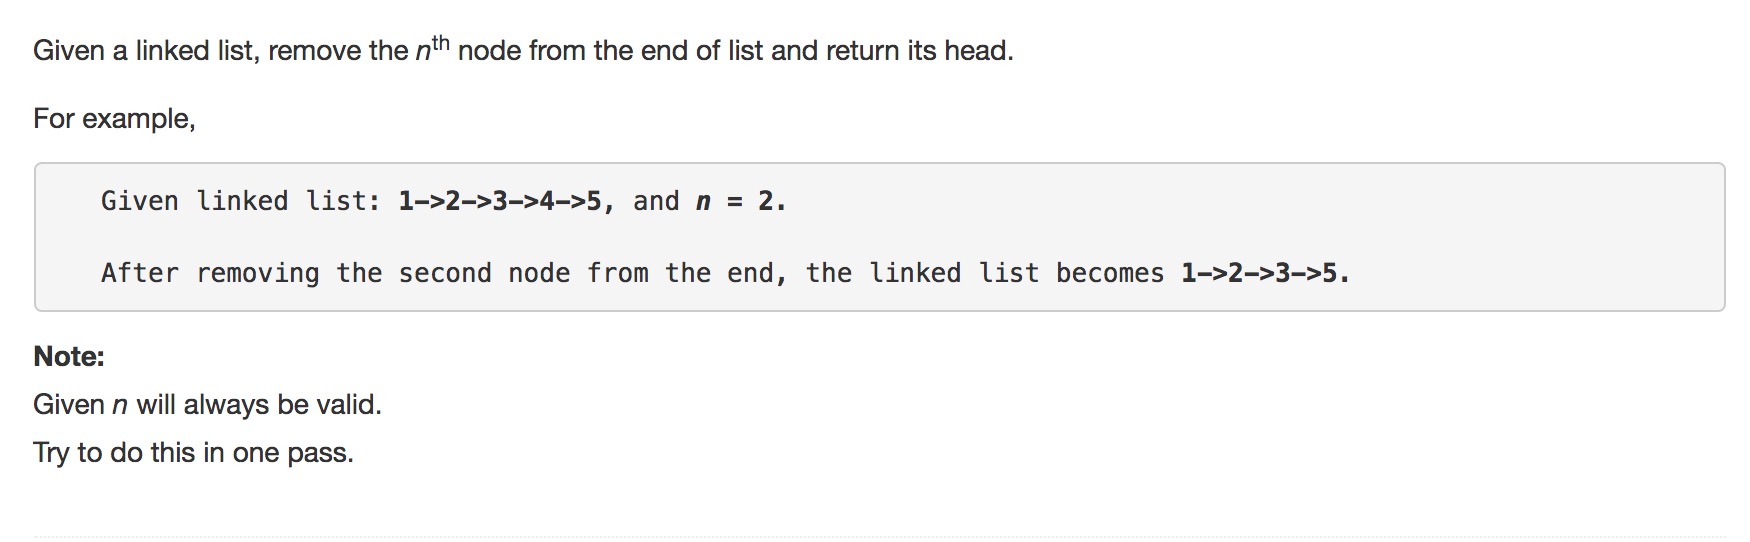 Given a linked list, remove the nth node from the end of list and return its head.
For example,
Given linked list: 1->2->3->4->5, and n = 2.
After removing the second node from the end, the linked list becomes 1->2->3->5.
Note:
Given n will always be valid.
Try to do this in one pass.